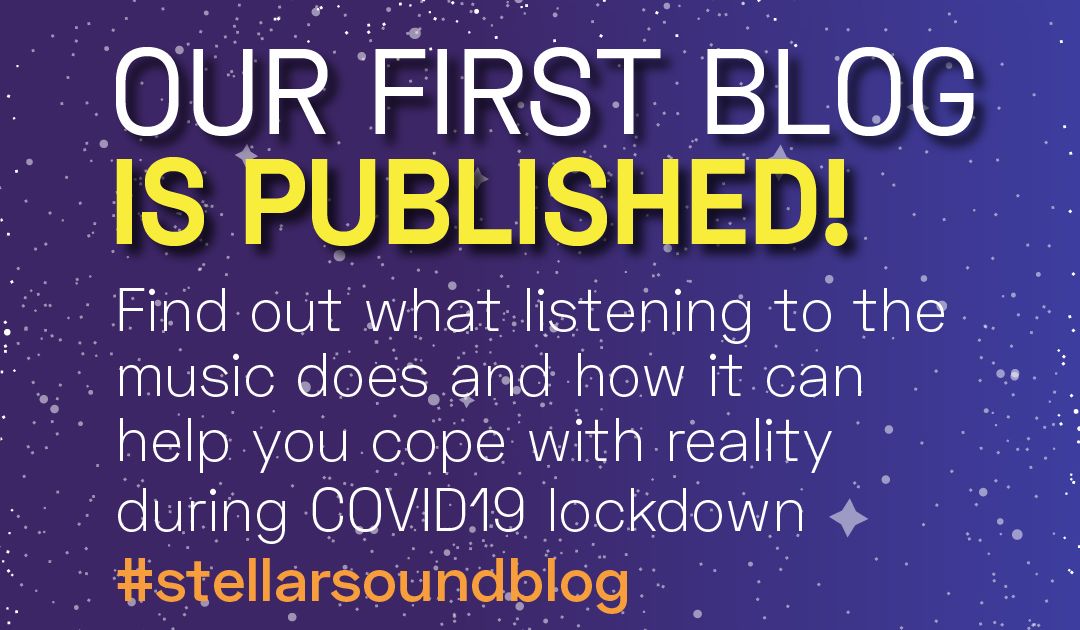 OUR FIRST BLOG
IS PUBLISHED!
Find out what listening to the
music does and how it can
help you cope with reality
during COVID19 lockdown
#stellarsoundblog